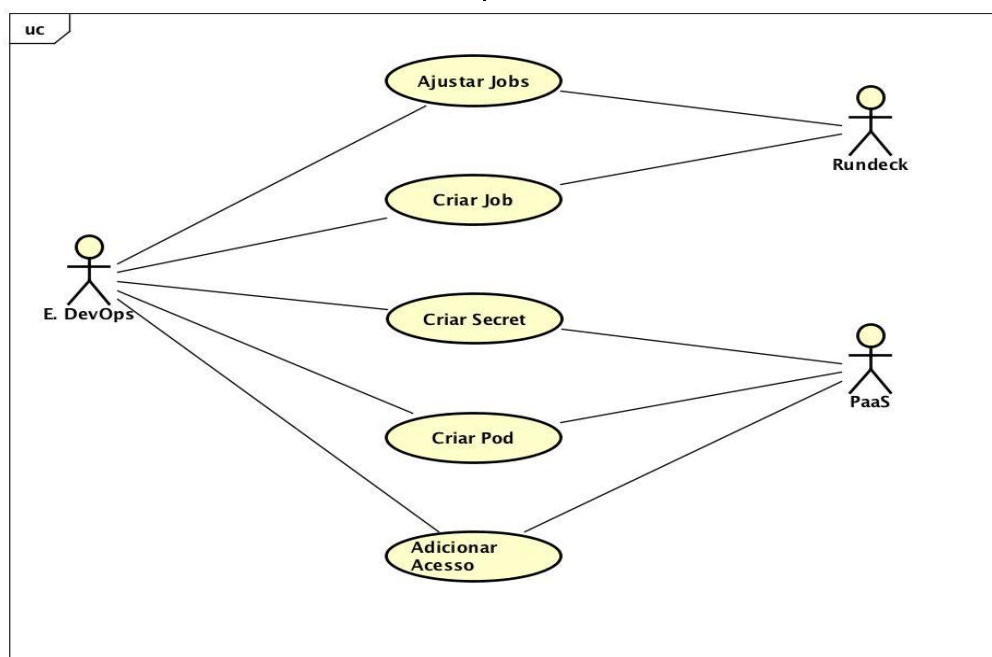 uc
Ajustar Jobs
Rundeck
Criar Job
E. DevOps
Criar Secret
PaaS
Criar Pod
Adicionar
Acesso